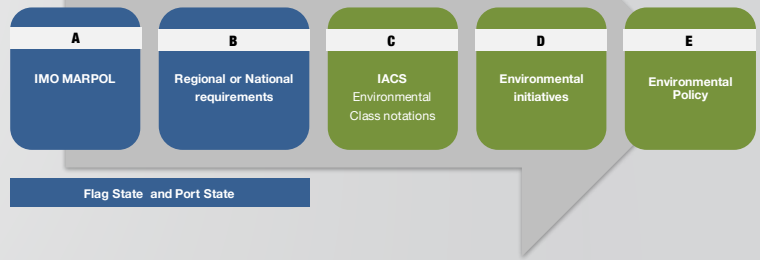 A
B
C
D
E
IMO MARPOL
Regional or National
requirements
IACS
Environmental
Class notations
Environmental
initiatives
Environmental
Policy
Flag State and Port State